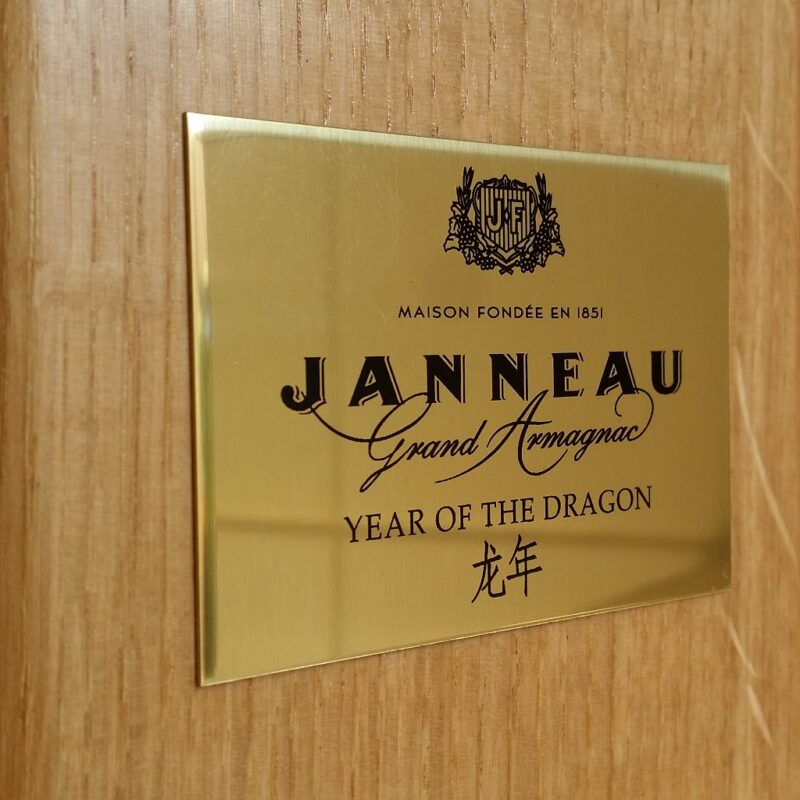 J F
MAISON FONDÉE EN 1851
JANNEAU
Grand Armagnac
YEAR OF THE DRAGON
龙年